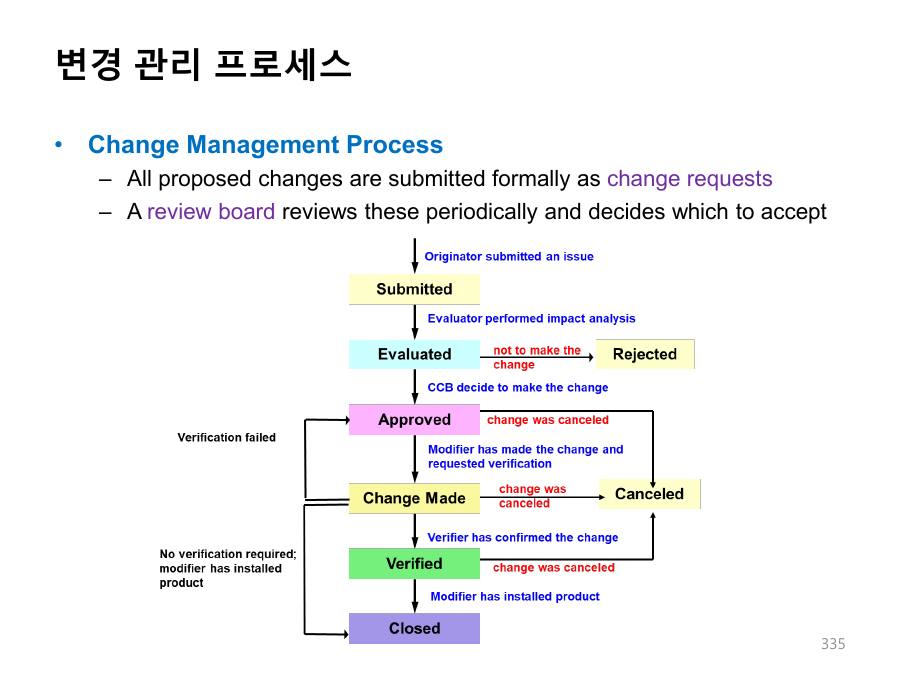 변경 관리 프로세스
• Change Management Process
– All proposed changes are submitted formally as change requests
– A review board reviews these periodically and decides which to accept
Originator submitted an issue
Submitted
Evaluator performed impact analysis
Evaluated
not to make the
change
Rejected
CCB decide to make the change
Approved
change was canceled
Verification failed
Modifier has made the change and
requested verification
Change Made
change was
canceled
Canceled
Verifier has confirmed the change
No verification required;
modifier has installed
product
Verified
change was canceled
Modifier has installed product
Closed
335